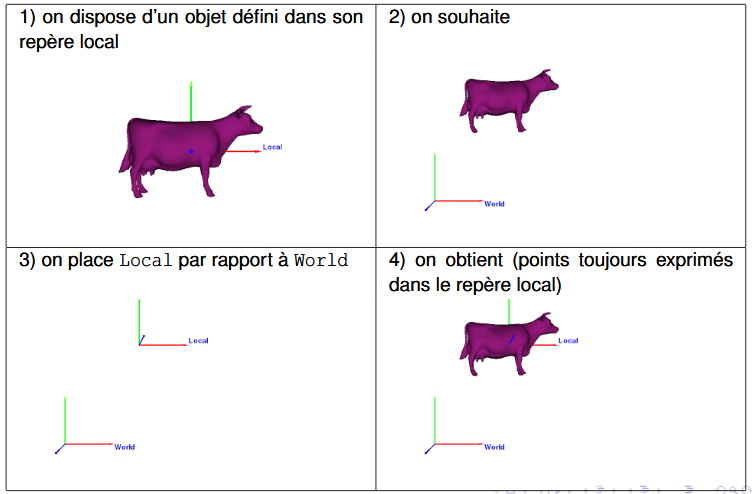 1) on dispose d'un objet défini dans son
repère local
Local
2) on souhaite
World
3) on place Local par rapport à World
Local
World
4) on obtient (points toujours exprimés
dans le repère local)
Local
World